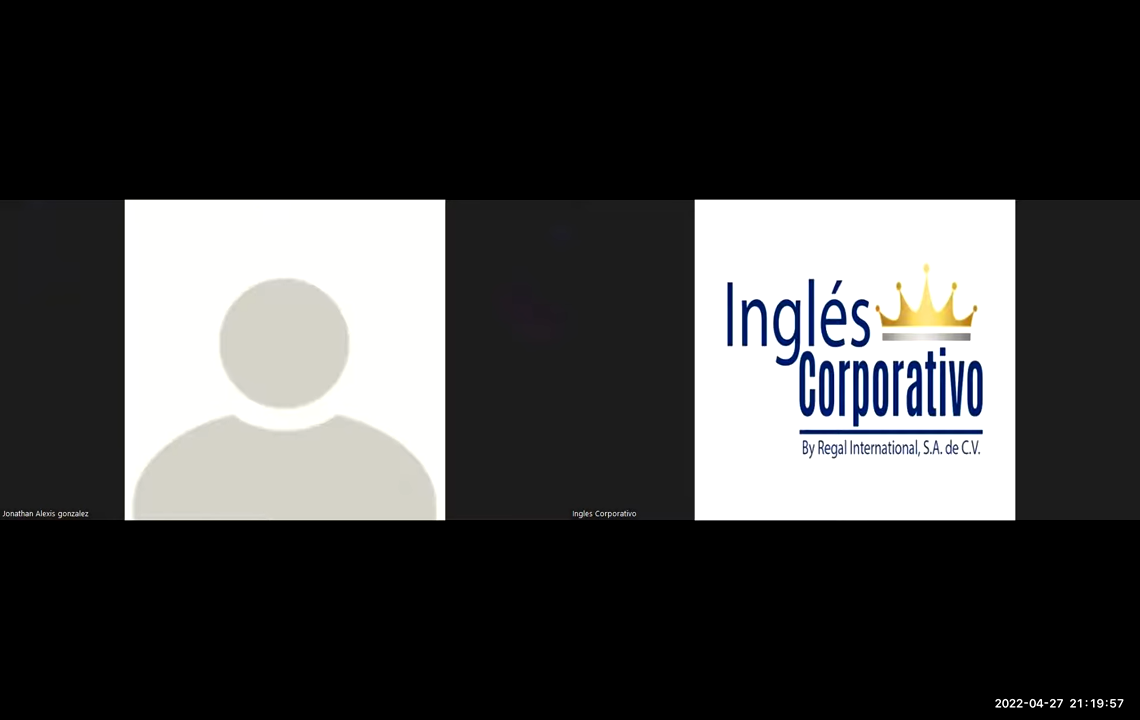 Inglés
Corporativo
By Regal International, S.A. de C.V.
Jonathan Alexis gonzalez
Ingles Corporativo
2022-04-27 21:19:57